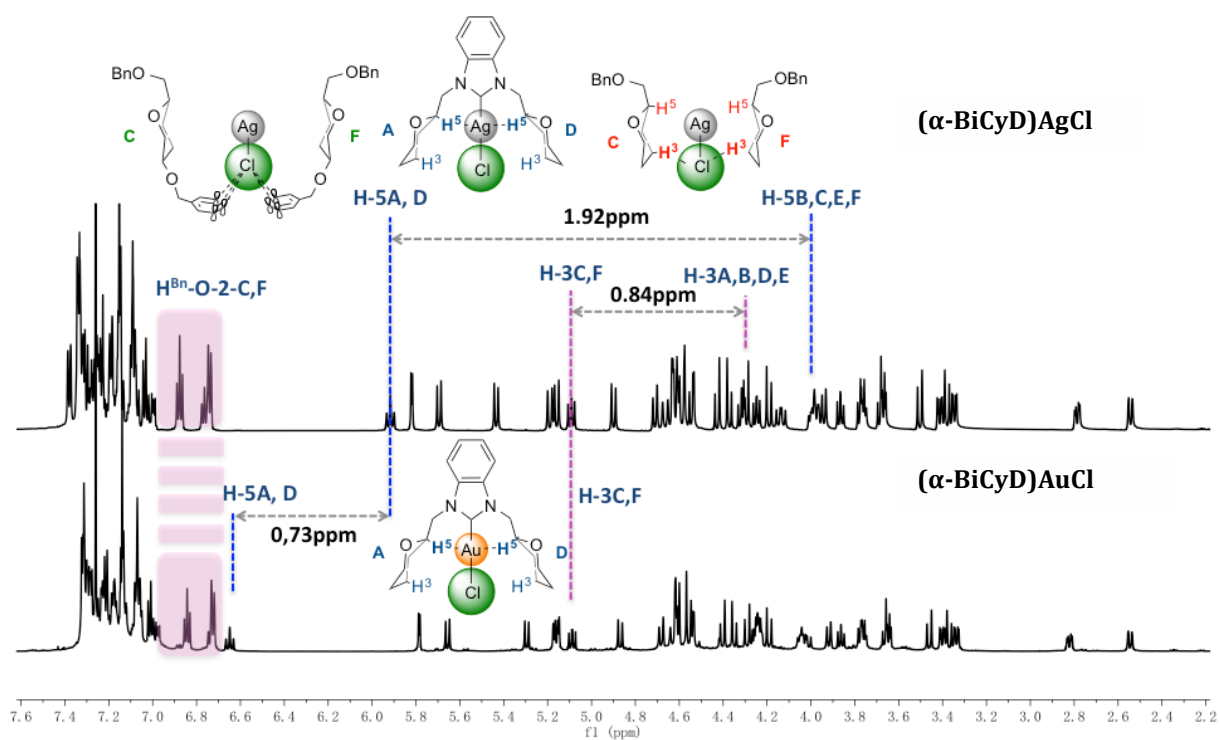 BnO
OBn
O
O
C
F
Ag
Cl
O
O
N
N
O
O
A
H⁵
Ag
H⁵
D
H³
Cl
H³
BnO
OBn
H⁵
H⁵
O
O
C
F
Ag
H³
Cl
H³
(α-BiCyD)AgCl
H-5A, D
H-5B,C,E,F
1.92ppm
H-3C,F
H-3A,B,D,E
0.84ppm
Hᴮⁿ-O-2-C,F
(α-BiCyD)AuCl
H-5A, D
H-3C,F
0,73ppm
N
N
O
O
A
H⁵
Au
H⁵
D
H³
Cl
H³
7.6 7.4 7.2 7.0 6.8 6.6 6.4 6.2 6.0 5.8 5.6 5.4 5.2 5.0 4.8 4.6 4.4 4.2 4.0 3.8 3.6 3.4 3.2 3.0 2.8 2.6 2.4 2.2
f1 (ppm)